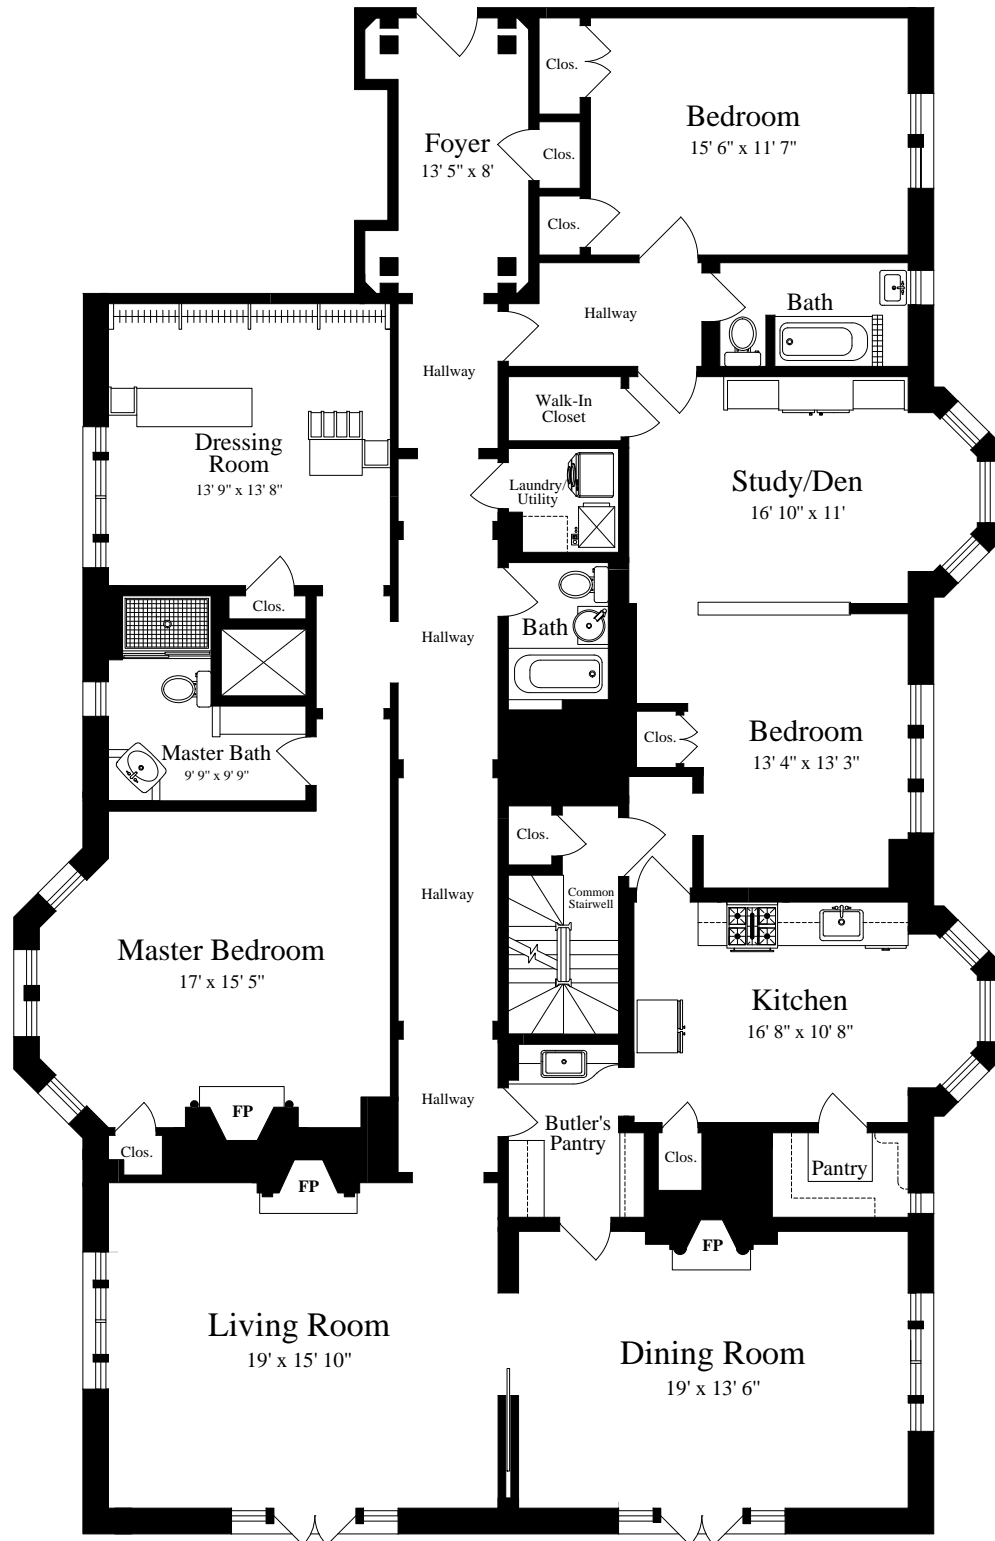 Clos.
Bedroom
15' 6" x 11' 7"
Foyer
13' 5" x 8'
Clos.
Clos.
Hallway
Bath
Hallway
Walk-In
Closet
Dressing
Room
13' 9" x 13' 8"
Laundry/
Utility
Study/Den
16' 10" x 11'
Clos.
Hallway
Bath
Master Bath
9' 9" x 9' 9"
Clos.
Bedroom
13' 4" x 13' 3"
Clos.
Hallway
Common
Stairwell
Master Bedroom
17' x 15' 5"
Kitchen
16' 8" x 10' 8"
Hallway
FP
Clos.
Butler's
Pantry
Clos.
Pantry
FP
FP
Living Room
19' x 15' 10"
Dining Room
19' x 13' 6"